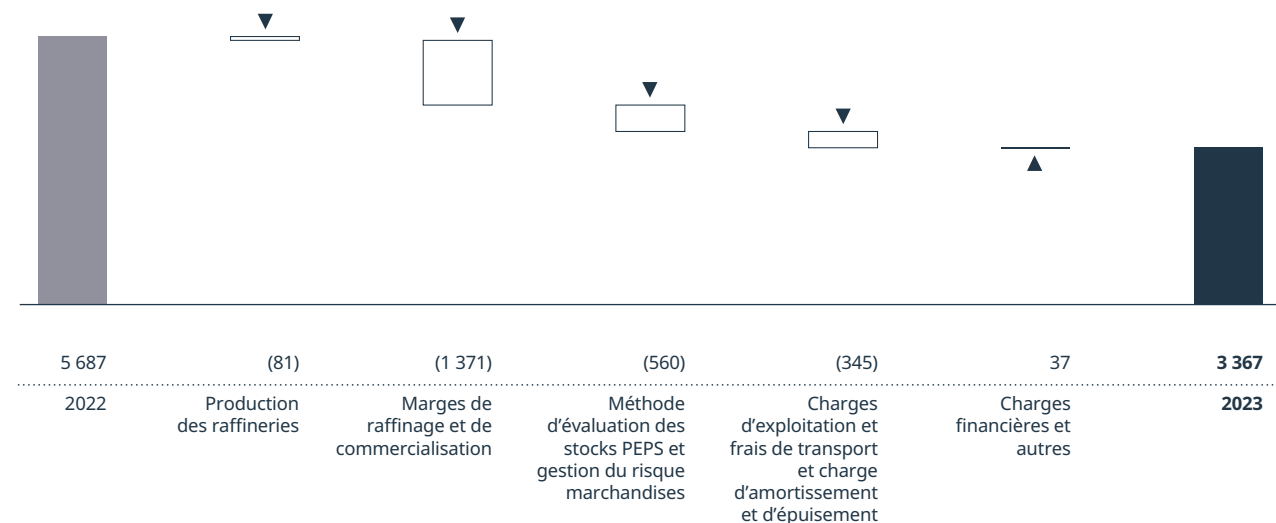 5 687 (81) (1 371) (560) (345) 37 3 367
2022
Production
des raffineries
Marges de
raffinage et de
commercialisation
Méthode
d'évaluation des
stocks PEPS et
gestion du risque
marchandises
Charges
d'exploitation et
frais de transport
et charge
d'amortissement
et d'épuisement
Charges
financières et
autres
2023